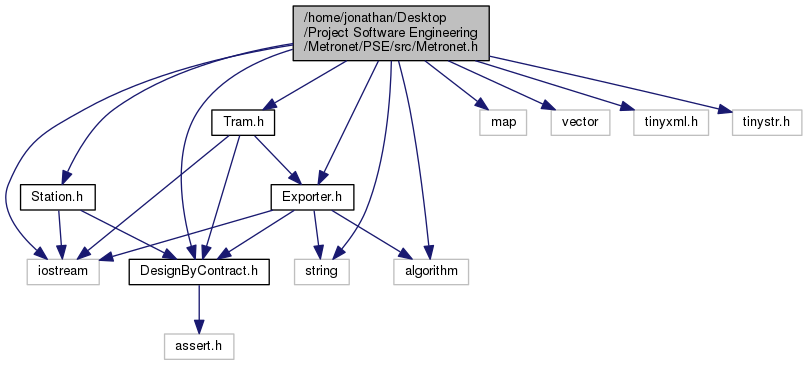 /home/jonathan/Desktop
/Project Software Engineering
/Metronet/PSE/src/Metronet.h
Tram.h
map
vector
tinyxml.h
tinystr.h
Station.h
Exporter.h
iostream
DesignByContract.h
string
algorithm
assert.h